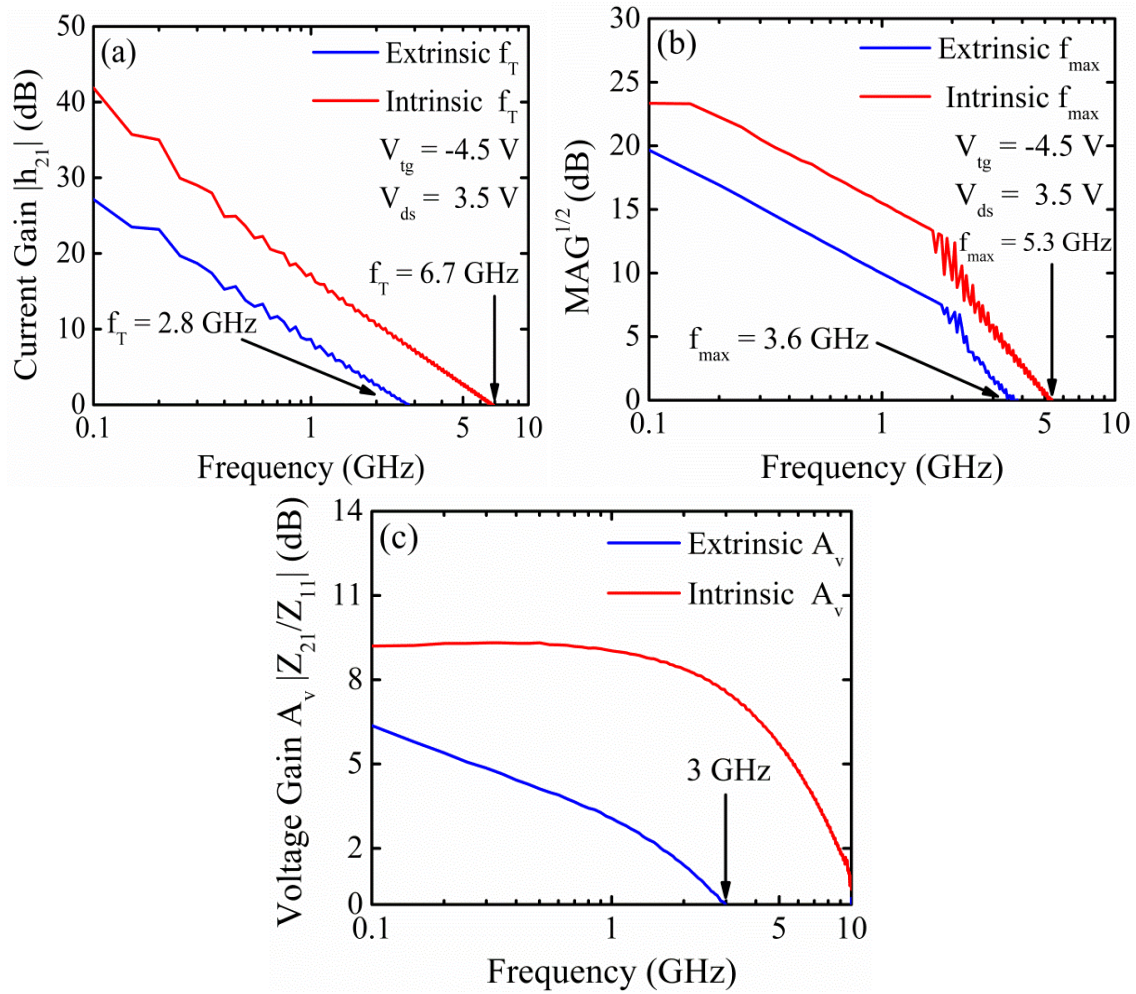 (a)
Extrinsic f_T
Intrinsic f_T
V_tg = -4.5 V
V_ds = 3.5 V
f_T = 6.7 GHz
f_T = 2.8 GHz
50
40
30
20
10
0
0.1
1
5
10
Current Gain |h_21| (dB)
Frequency (GHz)
(b)
Extrinsic f_max
Intrinsic f_max
V_tg = -4.5 V
V_ds = 3.5 V
f_max = 5.3 GHz
f_max = 3.6 GHz
30
25
20
15
10
5
0
0.1
1
5
10
MAG^1/2 (dB)
Frequency (GHz)
(c)
Extrinsic A_v
Intrinsic A_v
3 GHz
14
11
8
5
2
0
0.1
1
5
10
Voltage Gain A_v |Z_21/Z_11| (dB)
Frequency (GHz)